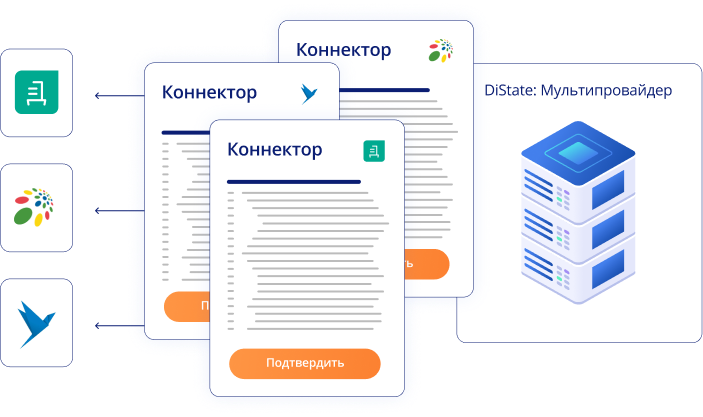 Коннектор
DiState: Мультипровайдер
Коннектор
Коннектор
Подтвердить